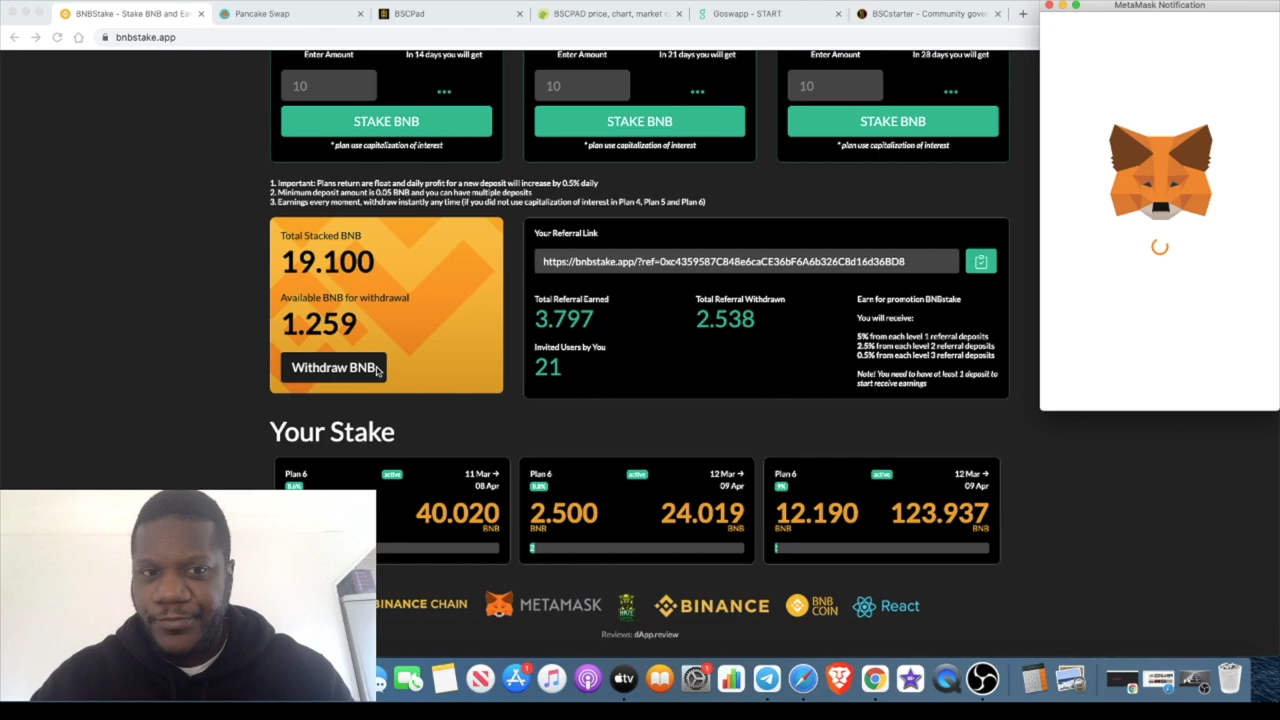 MetaMask Notification
BNBStake - Stake BNB and Ea
Pancake Swap
BSCPad
BSCPAD price, chart, market c
Goswapp - START
BSCstarter - Community gove
bnbstake.app
Enter Amount
In 14 days you will get
Enter Amount
In 21 days you will get
Enter Amount
In 28 days you will get
10
...
10
...
10
...
STAKE BNB
STAKE BNB
STAKE BNB
* plan use capitalization of interest
* plan use capitalization of interest
* plan use capitalization of interest
1. Important: Plans return are float and daily profit for a new deposit will increase by 0.5% daily
2. Minimum deposit amount is 0.05 BNB and you can have multiple deposits
3. Earnings every moment, withdraw instantly any time (if you did not use capitalization of interest in Plan 4, Plan 5 and Plan 6)
Total Stacked BNB
19.100
Available BNB for withdrawal
1.259
Withdraw BNB
Your Referral Link
https://bnbstake.app/?ref=0xc4359587C848e6caCE36bF6A6b326C8d16d36BD8
Total Referral Earned
3.797
Total Referral Withdrawn
2.538
Invited Users by You
21
Earn for promotion BNBstake
You will receive:
5% from each level 1 referral deposits
2.5% from each level 2 referral deposits
0.5% from each level 3 referral deposits
Note! You need to have at least 1 deposit to
start receive earnings
Your Stake
Plan 6
active
11 Mar →
8.6%
08 Apr
40.020
BNB
Plan 6
active
12 Mar →
8.8%
09 Apr
2.500
BNB
24.019
BNB
2
Plan 6
active
12 Mar →
9%
09 Apr
12.190
BNB
123.937
BNB
BINANCE CHAIN
METAMASK
BINANCE
BNB
COIN
React
Reviews: dApp.review
tv
1
1